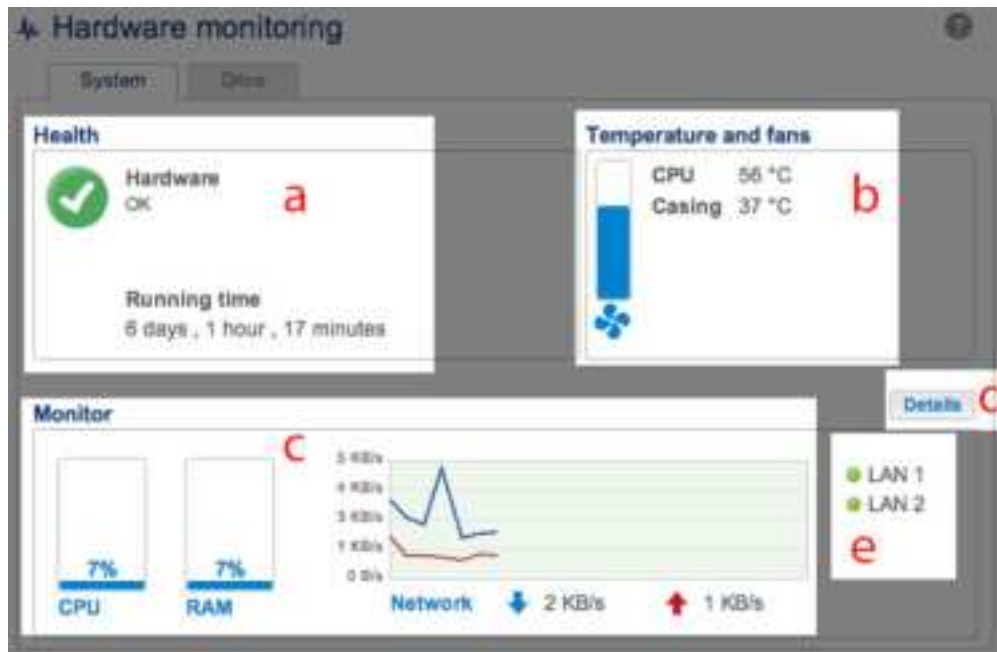 Hardware monitoring
System Drive
Health
Hardware
OK
a
Running time
6 days , 1 hour , 17 minutes
Temperature and fans
CPU 56 °C
Casing 37 °C
b
Details
Monitor
c
7%
CPU
7%
RAM
5 KB/s
4 KB/s
3 KB/s
1 KB/s
0 B/s
Network 2 KB/s 1 KB/s
LAN 1
LAN 2
e